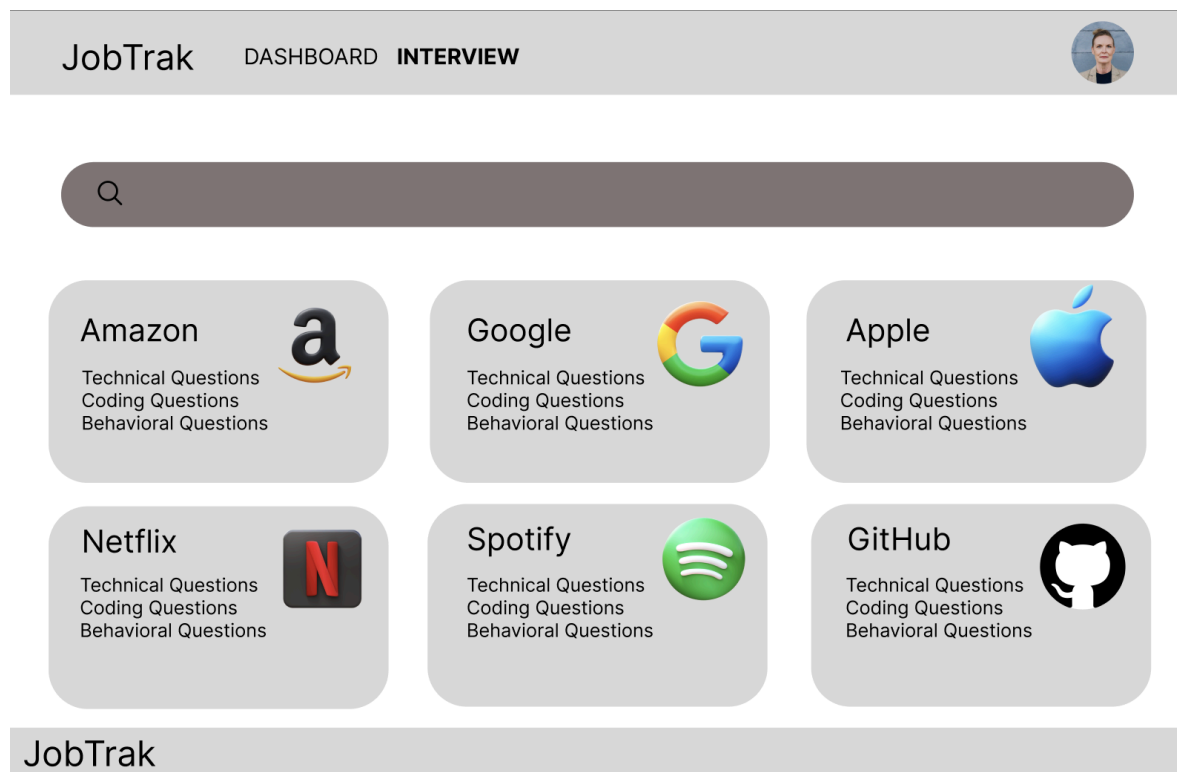 JobTrak DASHBOARD INTERVIEW
Amazon
Technical Questions
Coding Questions
Behavioral Questions
Google
Technical Questions
Coding Questions
Behavioral Questions
Apple
Technical Questions
Coding Questions
Behavioral Questions
Netflix
Technical Questions
Coding Questions
Behavioral Questions
Spotify
Technical Questions
Coding Questions
Behavioral Questions
GitHub
Technical Questions
Coding Questions
Behavioral Questions
JobTrak